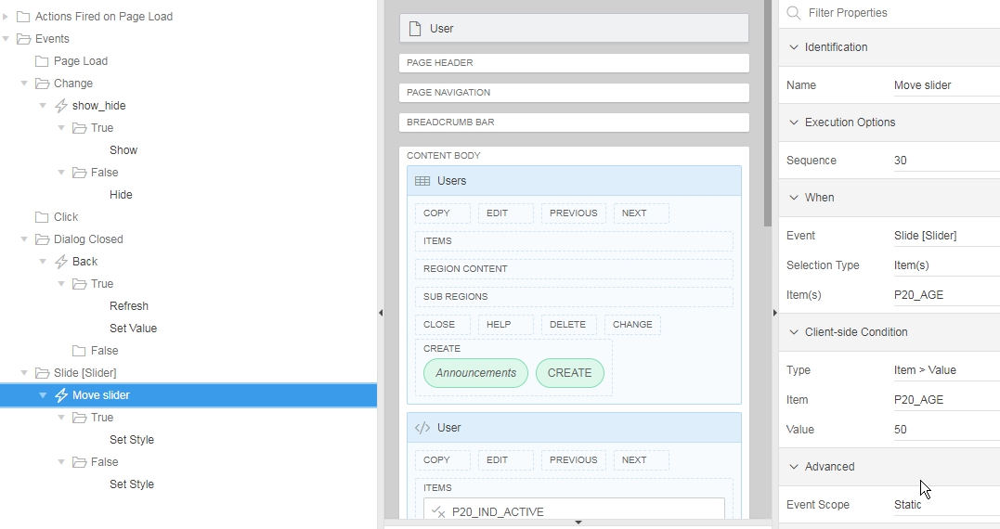 Actions Fired on Page Load
Events
Page Load
Change
show_hide
True
Show
False
Hide
Click
Dialog Closed
Back
True
Refresh
Set Value
False
Slide [Slider]
Move slider
True
Set Style
False
Set Style
User
PAGE HEADER
PAGE NAVIGATION
BREADCRUMB BAR
CONTENT BODY
Users
COPY EDIT PREVIOUS NEXT
ITEMS
REGION CONTENT
SUB REGIONS
CLOSE HELP DELETE CHANGE
CREATE
Announcements CREATE
User
COPY EDIT PREVIOUS NEXT
ITEMS
P20_IND_ACTIVE
Filter Properties
Identification
Name Move slider
Execution Options
Sequence 30
When
Event Slide [Slider]
Selection Type Item(s)
Item(s) P20_AGE
Client-side Condition
Type Item > Value
Item P20_AGE
Value 50
Advanced
Event Scope Static